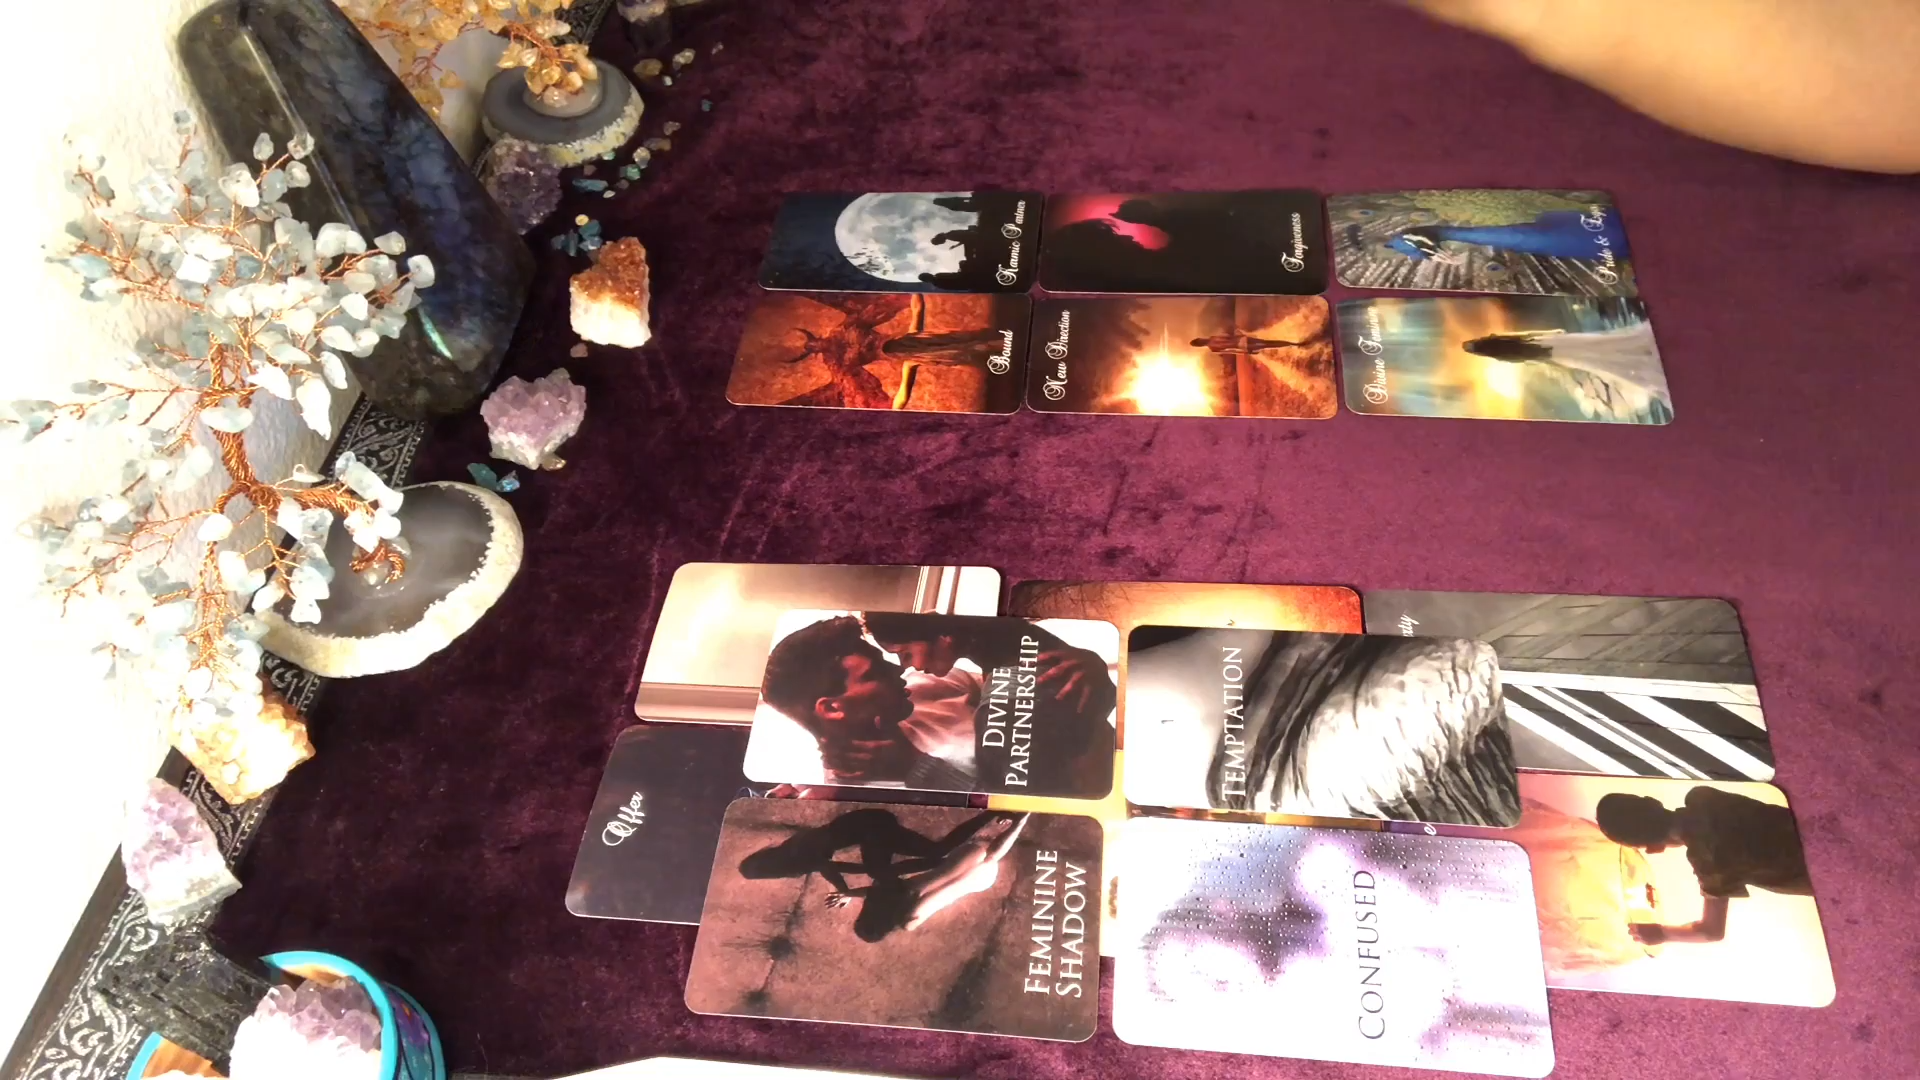 Karmic Partner
Forgiveness
Pride & Ego
Bound
New Direction
Divine Feminine
DIVINE
PARTNERSHIP
TEMPTATION
Offer
FEMININE
SHADOW
CONFUSED